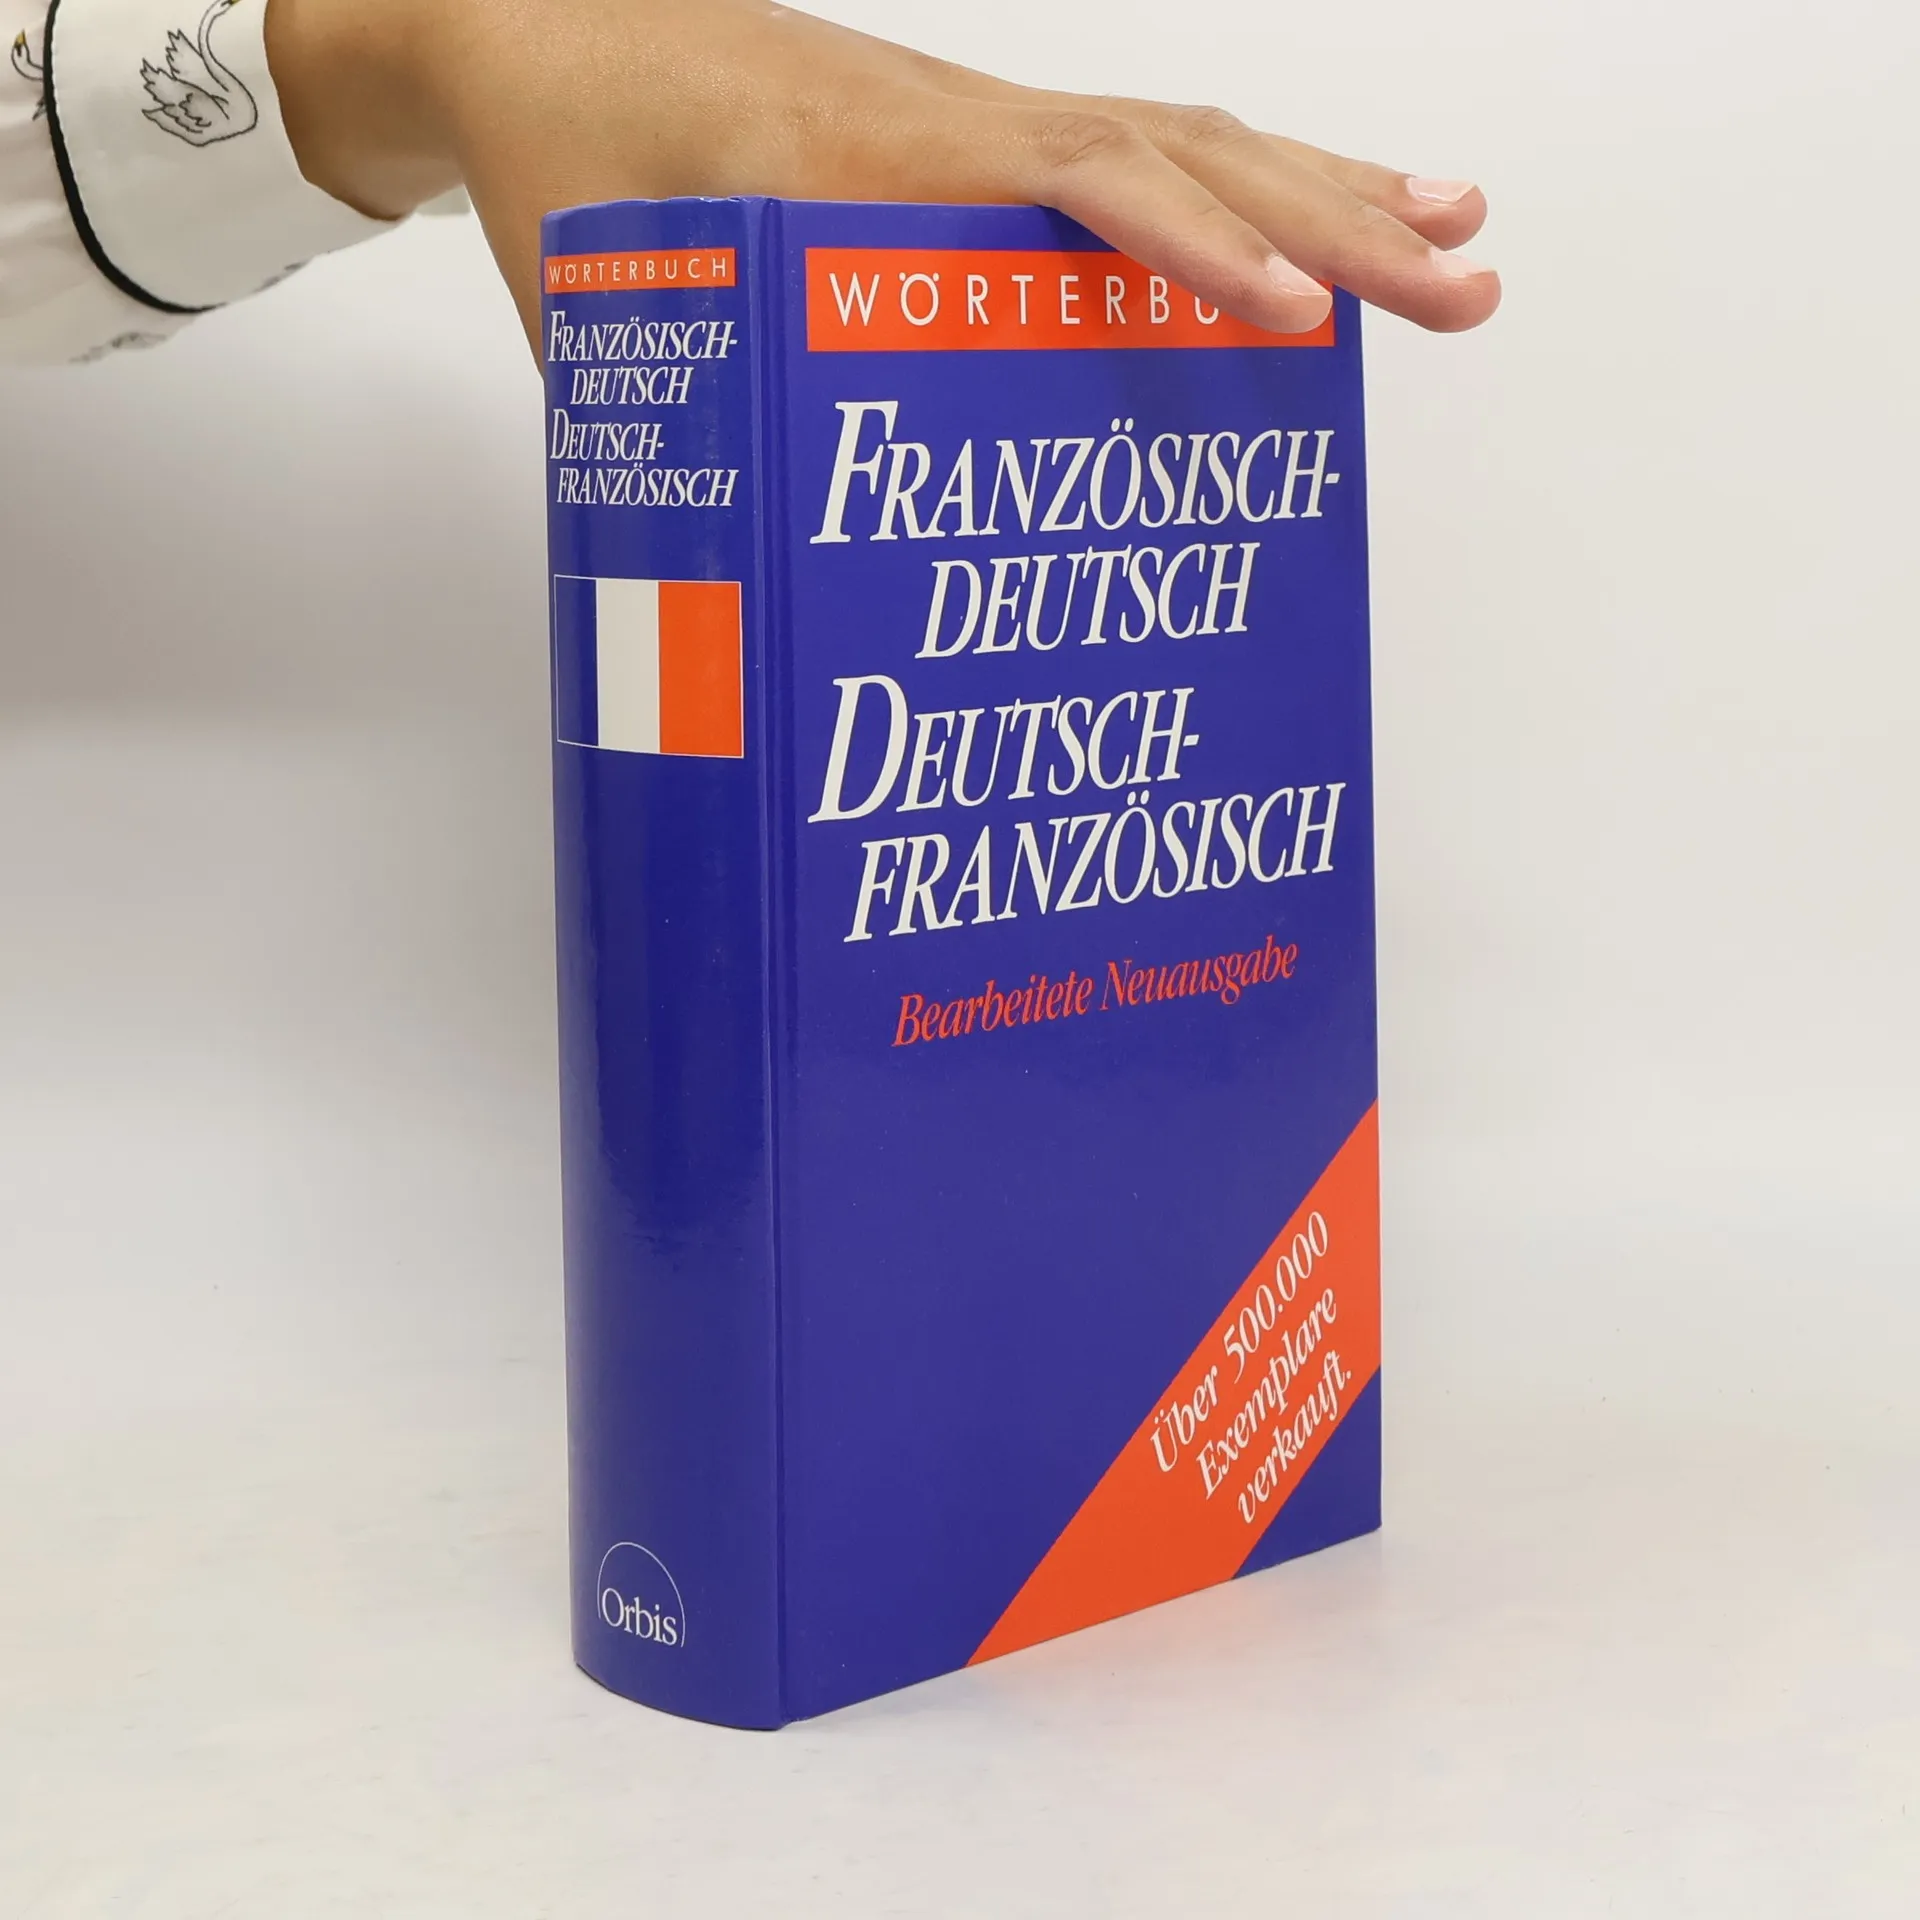 WÖRTERBUCH
FRANZÖSISCH-
DEUTSCH
DEUTSCH-
FRANZÖSISCH
Orbis
FRANZÖSISCH-
DEUTSCH
DEUTSCH-
FRANZÖSISCH
Bearbeitete Neuausgabe
Über 500.000
Exemplare
verkauft.